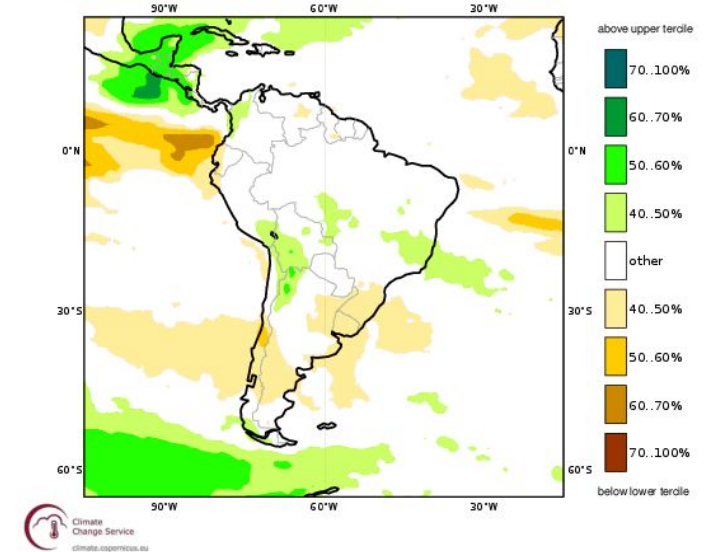 90°W 60°W 30°W
above upper tercile
70..100%
60..70%
50..60%
0°N 0°N
40..50%
other
30°S 30°S
40..50%
50..60%
60..70%
70..100%
60°S 60°S
below lower tercile
90°W 60°W 30°W
Climate
Change Service
climate.copernicus.eu